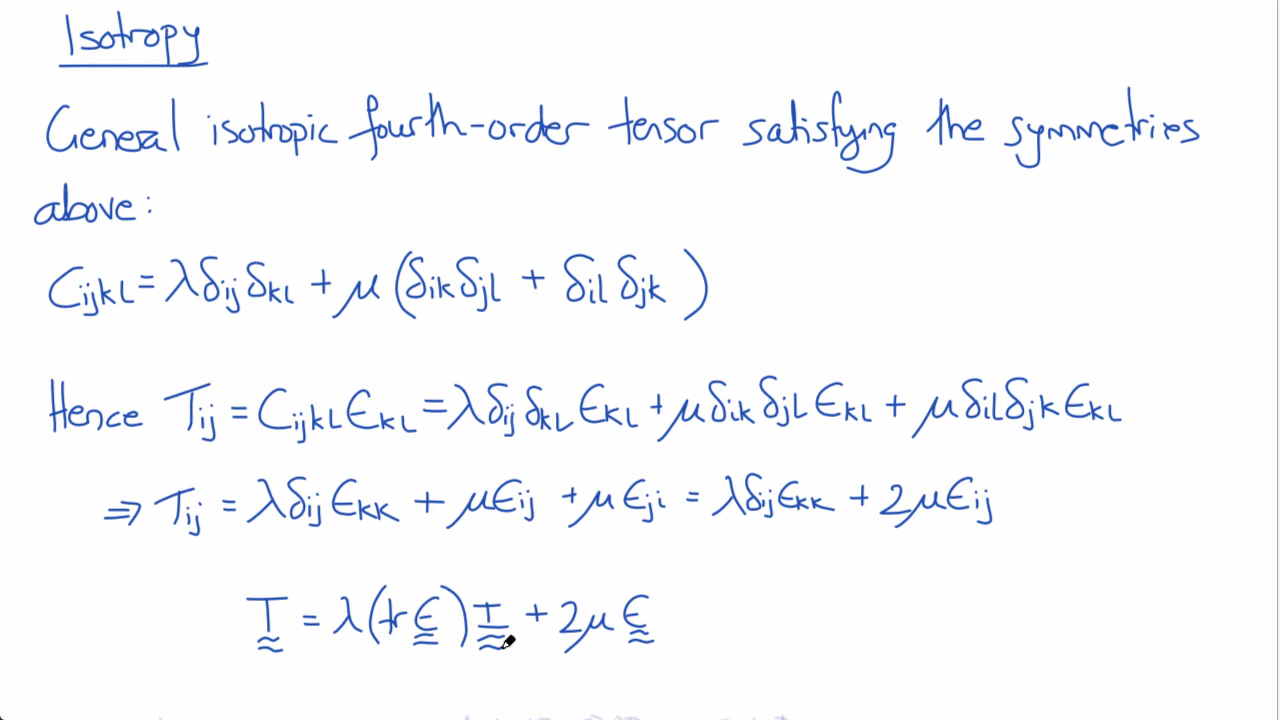 Isotropy
General isotropic fourth-order tensor satisfying the symmetries
above:
Cijkl = λδijδkl + μ(δikδjl + δilδjk)
Hence Tij = Cijklϵkl = λδijδklϵkl + μδikδjlϵkl + μδilδjkϵkl
⇒ Tij = λδijϵkk + μϵij + μϵji = λδijϵkk + 2μϵij
T = λ(tr ϵ)I + 2μϵ